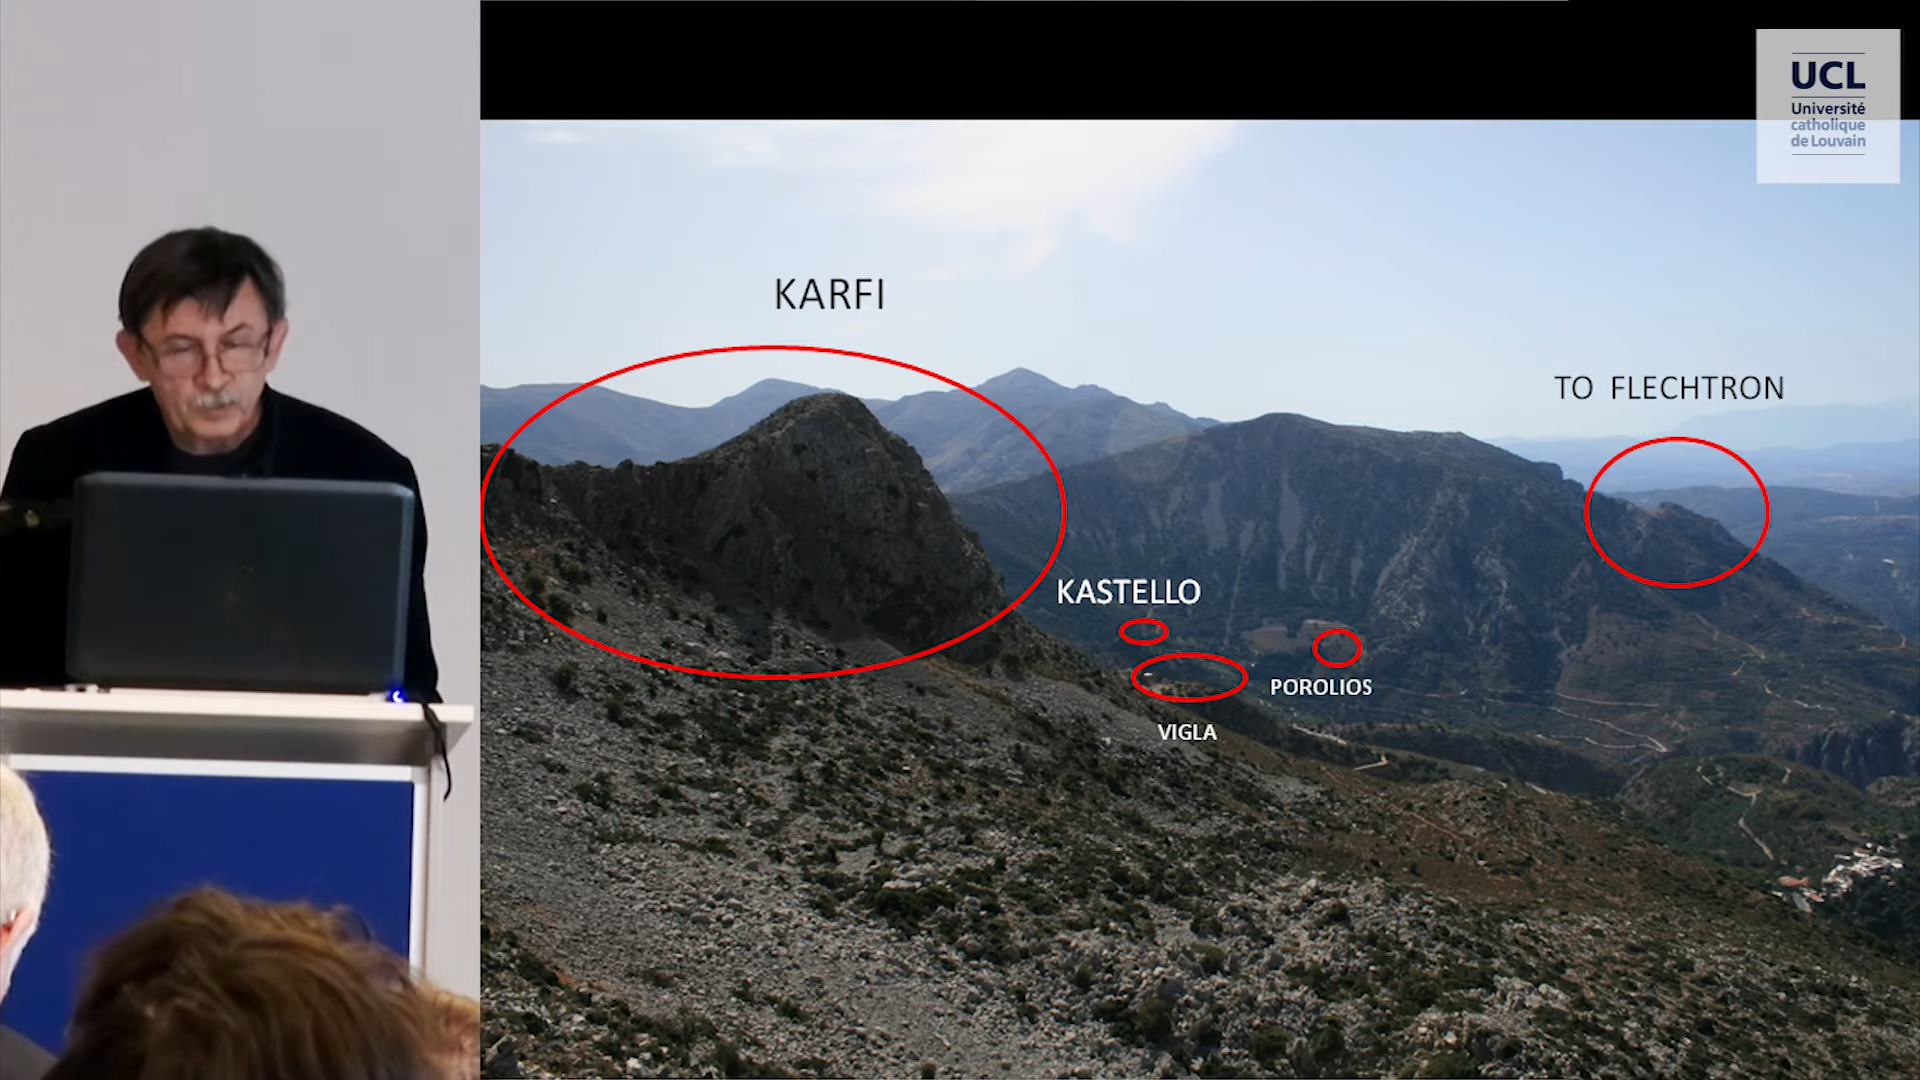 UCL
Université
catholique
de Louvain
KARFI
TO FLECHTRON
KASTELLO
POROLIOS
VIGLA